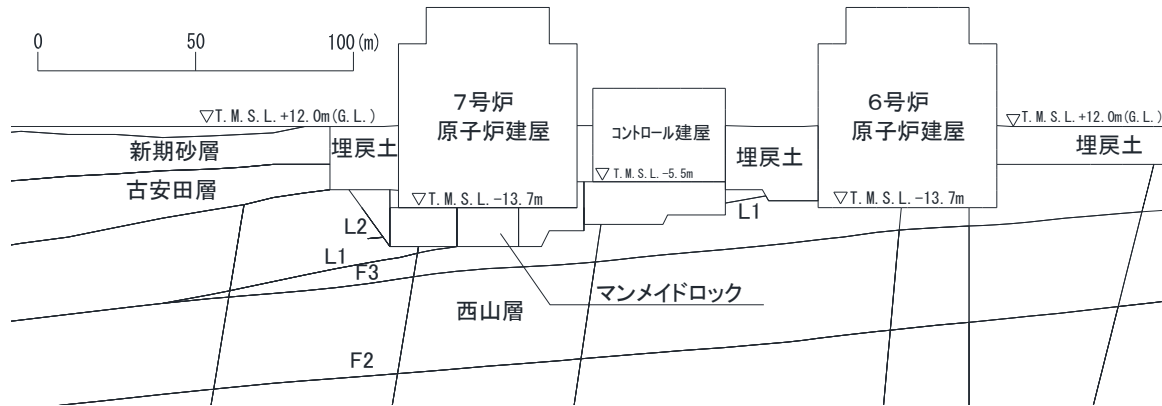 0 50 100(m)
7号炉
原子炉建屋
6号炉
原子炉建屋
コントロール建屋
▽T.M.S.L.+12.0m(G.L.)
▽T.M.S.L.+12.0m(G.L.)
新期砂層
埋戻土
埋戻土
埋戻土
古安田層
▽T.M.S.L.-5.5m
▽T.M.S.L.-13.7m
▽T.M.S.L.-13.7m
L2
L1
L1
F3
マンメイドロック
西山層
F2